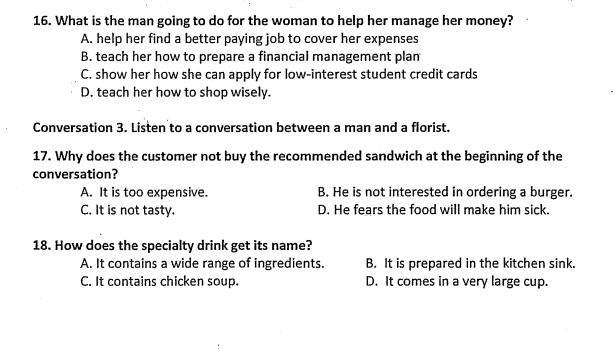 16. What is the man going to do for the woman to help her manage her money?
A. help her find a better paying job to cover her expenses
B. teach her how to prepare a financial management plan
C. show her how she can apply for low-interest student credit cards
D. teach her how to shop wisely.
Conversation 3. Listen to a conversation between a man and a florist.
17. Why does the customer not buy the recommended sandwich at the beginning of the
conversation?
A. It is too expensive. B. He is not interested in ordering a burger.
C. It is not tasty. D. He fears the food will make him sick.
18. How does the specialty drink get its name?
A. It contains a wide range of ingredients. B. It is prepared in the kitchen sink.
C. It contains chicken soup. D. It comes in a very large cup.